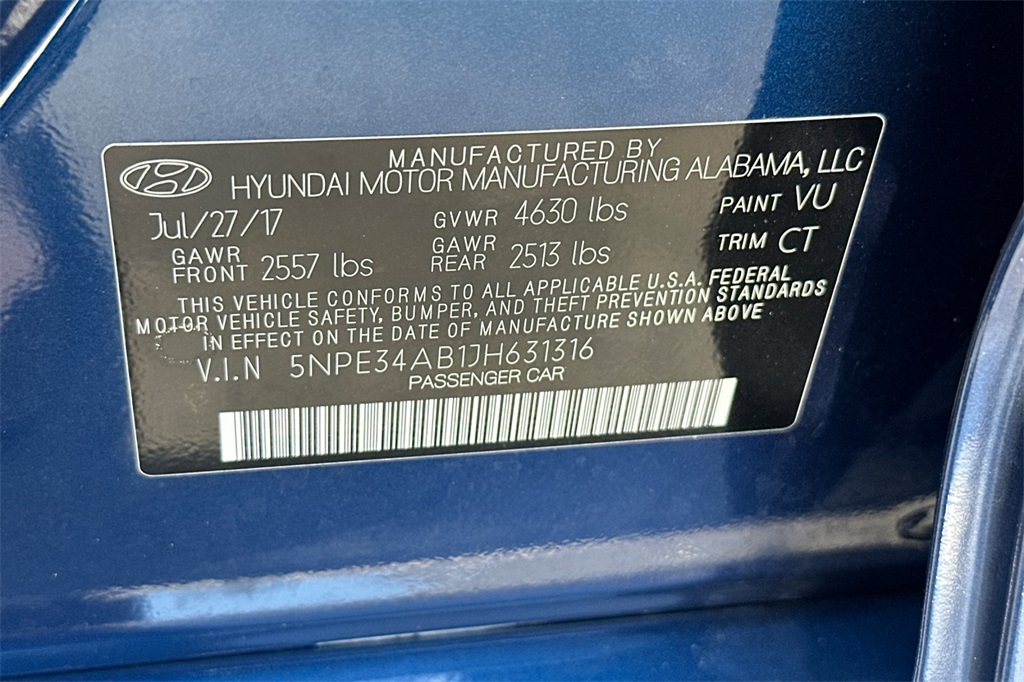 MANUFACTURED BY
HYUNDAI MOTOR MANUFACTURING ALABAMA, LLC
Jul/27/17 GVWR 4630 lbs PAINT VU
GAWR FRONT 2557 lbs GAWR REAR 2513 lbs TRIM CT
THIS VEHICLE CONFORMS TO ALL APPLICABLE U.S.A. FEDERAL
MOTOR VEHICLE SAFETY, BUMPER, AND THEFT PREVENTION STANDARDS
IN EFFECT ON THE DATE OF MANUFACTURE SHOWN ABOVE
V.I.N 5NPE34AB1JH631316
PASSENGER CAR